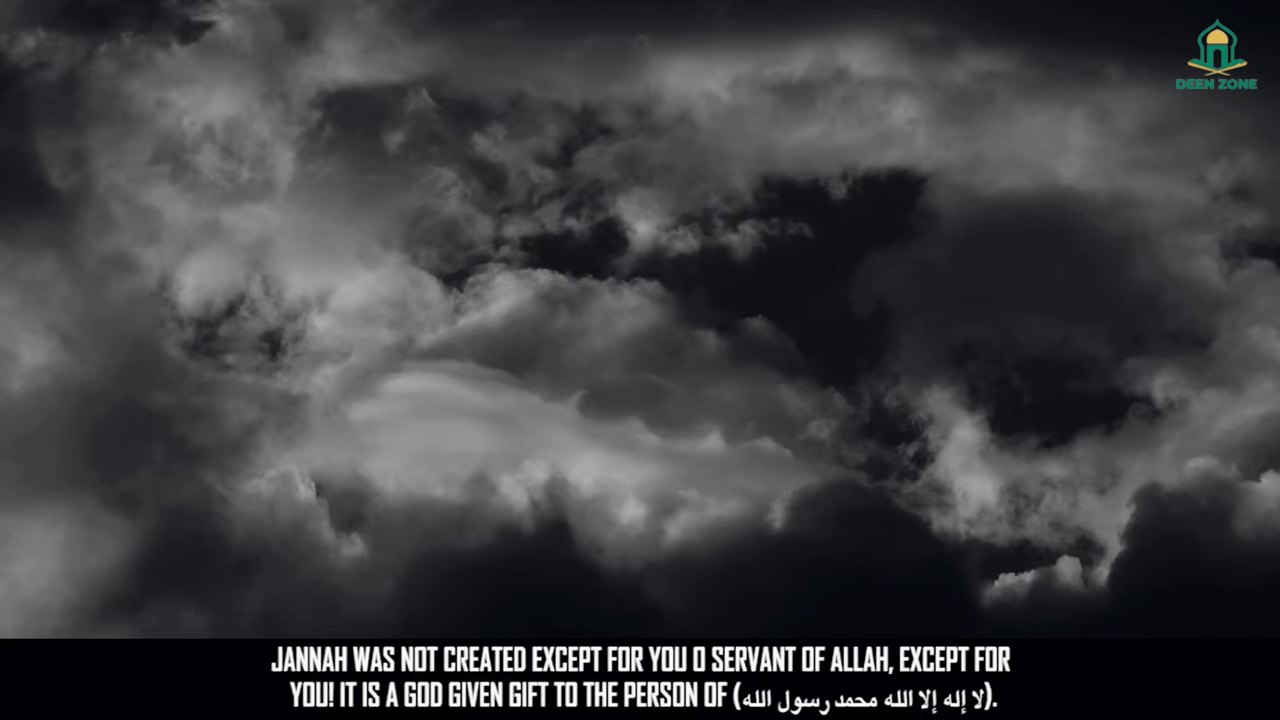 DEEN ZONE
JANNAH WAS NOT CREATED EXCEPT FOR YOU O SERVANT OF ALLAH, EXCEPT FOR
YOU! IT IS A GOD GIVEN GIFT TO THE PERSON OF (لا إله إلا الله محمد رسول الله).